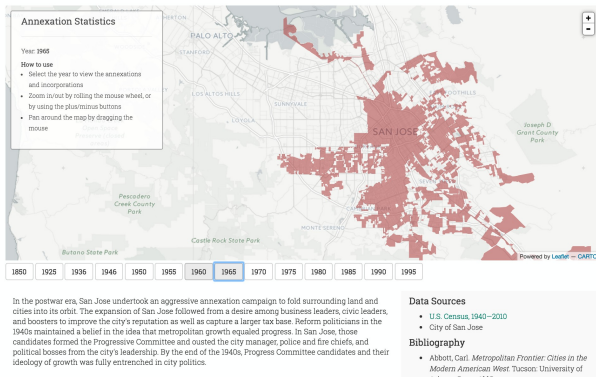 Annexation Statistics
Year: 1965
How to use
Select the year to view the annexations
and incorporations
Zoom in/out by rolling the mouse wheel, or
by using the plus/minus buttons
Pan around the map by dragging the
mouse
+
-
PALO ALTO
STANFORD
LOS ALTOS HILLS
SUNNYVALE
LOYOLA
SAN JOSE
Joseph D
Grant County
Park
Pescadero
Creek County
Park
MONTE SERENO
Castle Rock State Park
Butano State Park
Powered by Leaflet — CARTO
1850 1925 1936 1946 1950 1955 1960 1965 1970 1975 1980 1985 1990 1995
In the postwar era, San Jose undertook an aggressive annexation campaign to fold surrounding land and
cities into its orbit. The expansion of San Jose followed from a desire among business leaders, civic leaders,
and boosters to improve the city's reputation as well as capture a larger tax base. Reform politicians in the
1940s maintained a belief in the idea that metropolitan growth equaled progress. In San Jose, those
candidates formed the Progressive Committee and ousted the city manager, police and fire chiefs, and
political bosses from the city's leadership. By the end of the 1940s, Progress Committee candidates and their
ideology of growth was fully entrenched in city politics.
Data Sources
U.S. Census, 1940–2010
City of San Jose
Bibliography
Abbott, Carl. Metropolitan Frontier: Cities in the
Modern American West. Tucson: University of